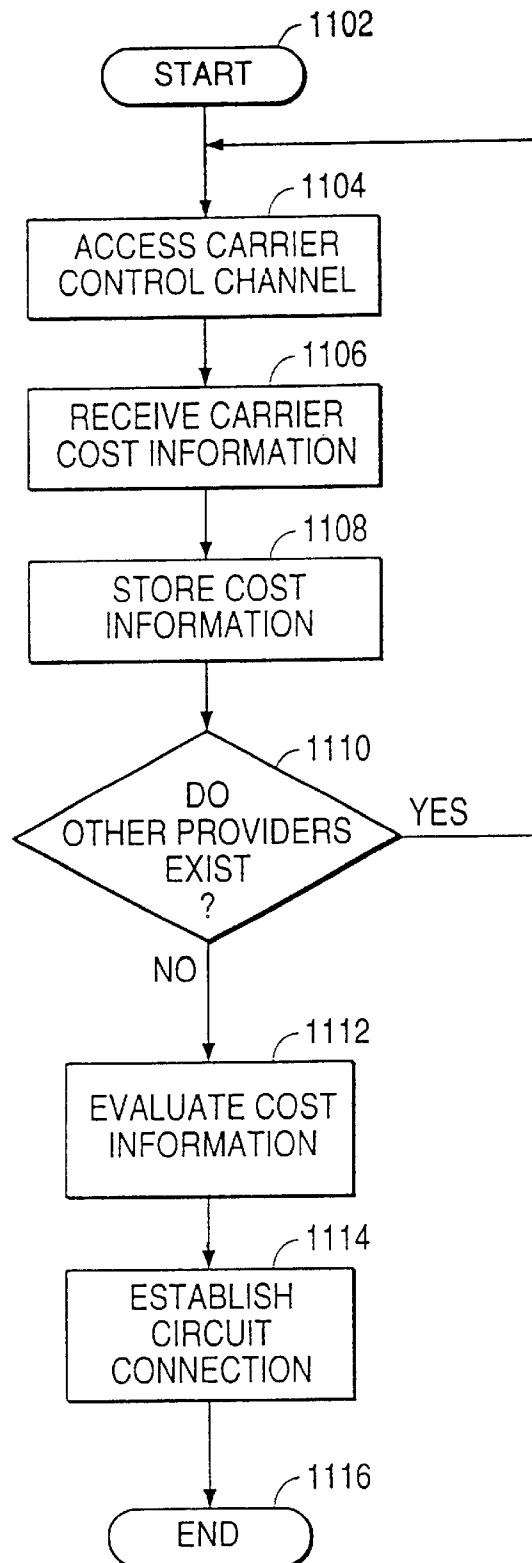 1102
START
1104
ACCESS CARRIER
CONTROL CHANNEL
1106
RECEIVE CARRIER
COST INFORMATION
1108
STORE COST
INFORMATION
1110
DO
OTHER PROVIDERS
EXIST
?
YES
NO
1112
EVALUATE COST
INFORMATION
1114
ESTABLISH
CIRCUIT
CONNECTION
1116
END